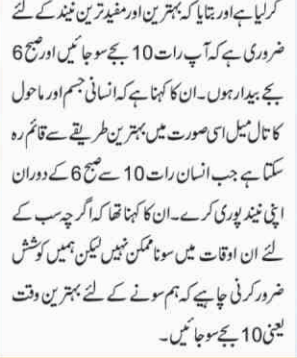 کرلیا ہے اور بتایا کہ بہترین اور مفید ترین نیند کے لئے
ضروری ہے کہ آپ رات 10 بجے سو جائیں اور صبح 6
بجے بیدار ہوں۔ ان کا کہنا ہے کہ انسانی جسم اور ماحول
کا تال میل اسی صورت میں بہترین طریقے سے قائم رہ
سکتا ہے جب انسان رات 10 سے صبح 6 کے دوران
اپنی نیند پوری کرے۔ ان کا کہنا تھا کہ اگرچہ سب کے
لئے ان اوقات میں سونا ممکن نہیں لیکن ہمیں کوشش
ضرور کرنی چاہیے کہ ہم سونے کے لئے بہترین وقت
یعنی 10 بجے سو جائیں۔